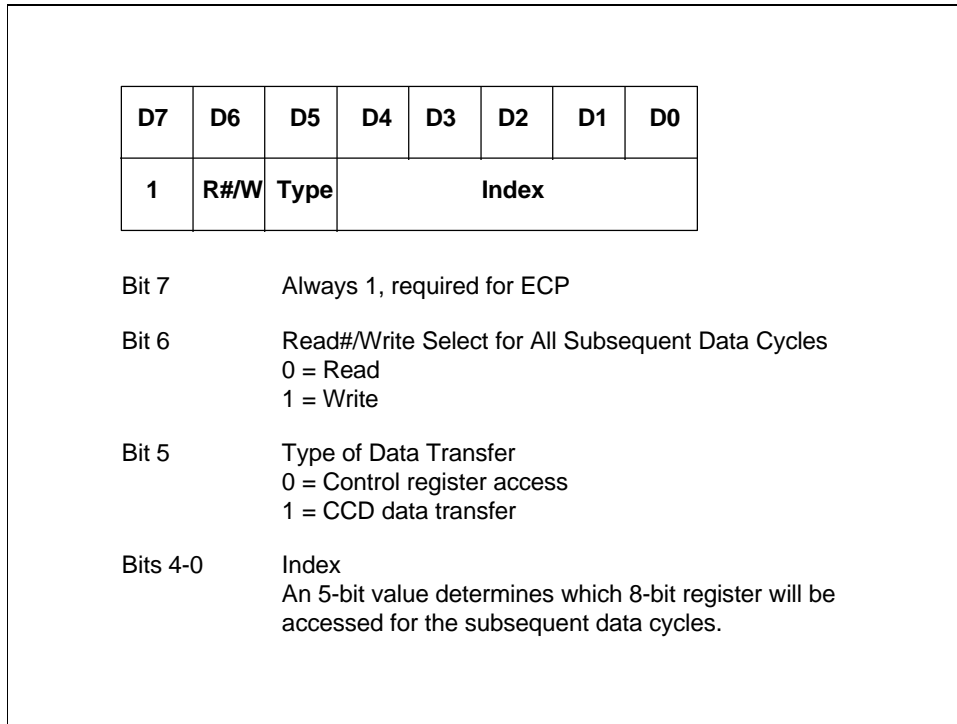 D7 D6 D5 D4 D3 D2 D1 D0
1 R#/W Type Index
Bit 7 Always 1, required for ECP
Bit 6 Read#/Write Select for All Subsequent Data Cycles
0 = Read
1 = Write
Bit 5 Type of Data Transfer
0 = Control register access
1 = CCD data transfer
Bits 4-0 Index
An 5-bit value determines which 8-bit register will be
accessed for the subsequent data cycles.